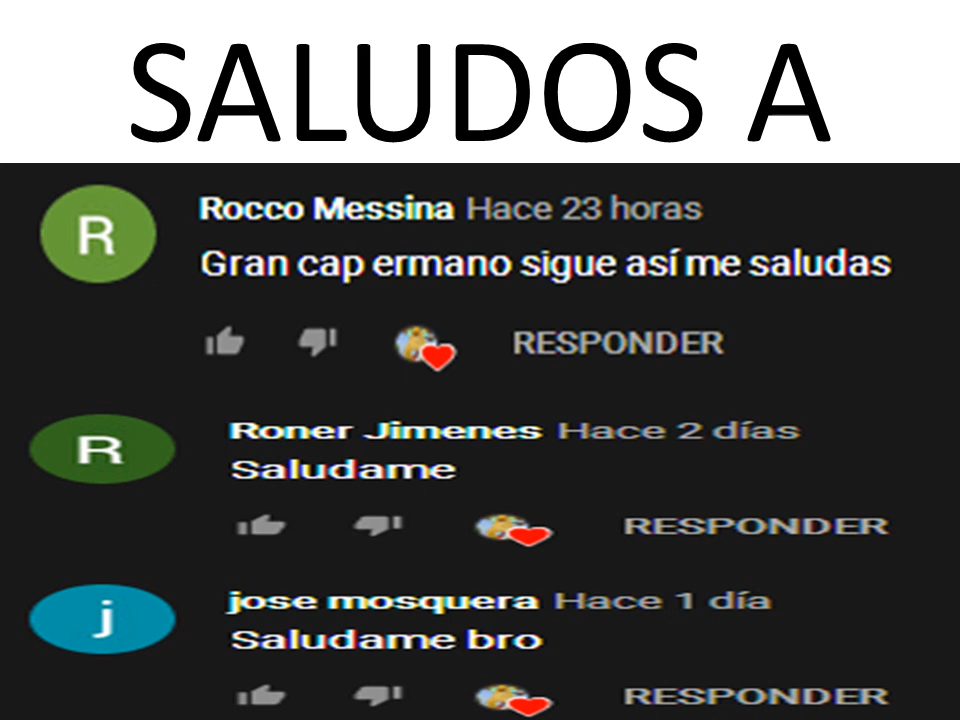 SALUDOS A
R
Rocco Messina Hace 23 horas
Gran cap ermano sigue así me saludas
RESPONDER
R
Roner Jimenes Hace 2 días
Saludame
RESPONDER
j
jose mosquera Hace 1 día
Saludame bro
RESPONDER